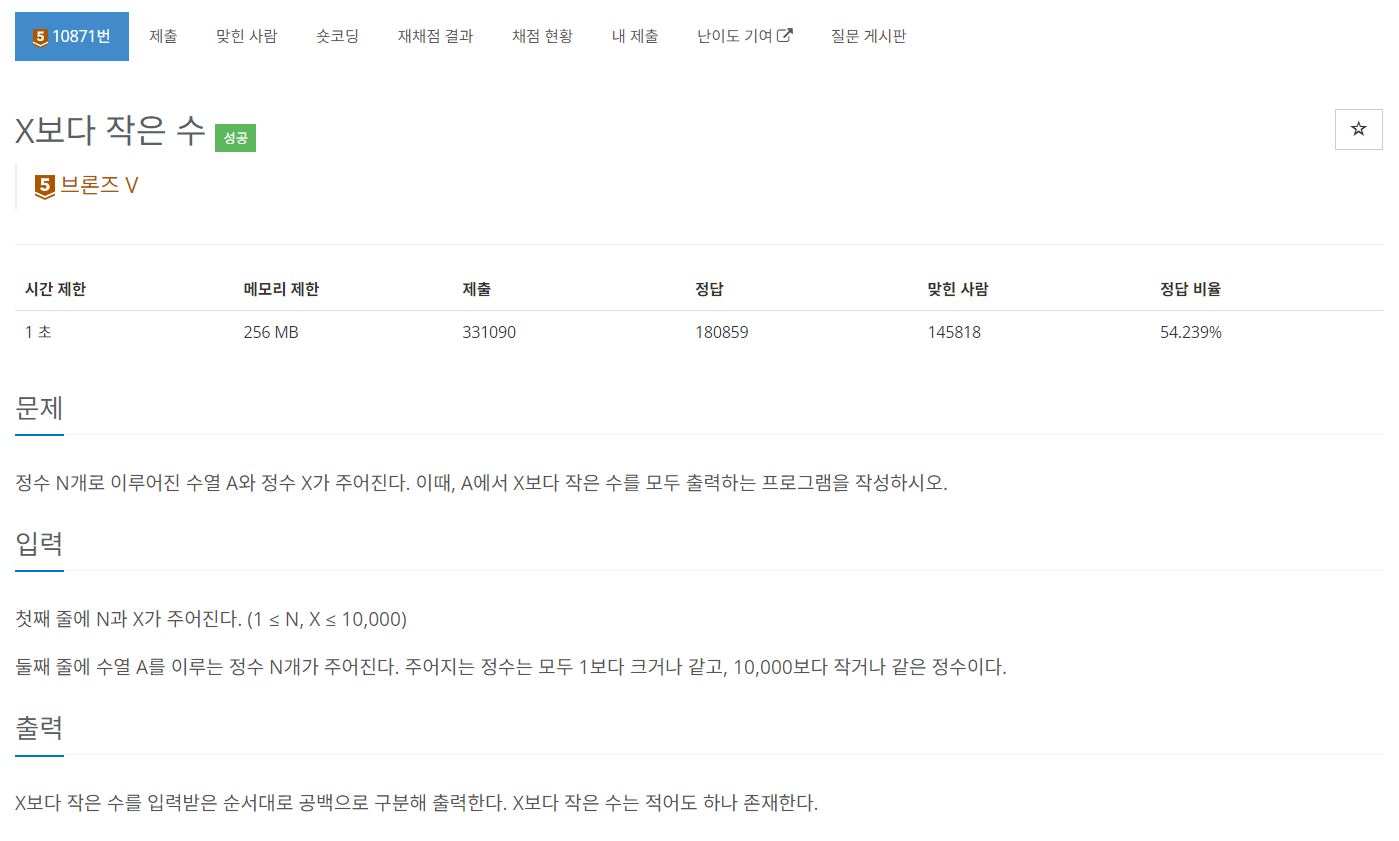 5 10871번 제출 맞힌 사람 숏코딩 재채점 결과 채점 현황 내 제출 난이도 기여 질문 게시판
X보다 작은 수 성공
5 브론즈 V
시간 제한 메모리 제한 제출 정답 맞힌 사람 정답 비율
1 초 256 MB 331090 180859 145818 54.239%
문제
정수 N개로 이루어진 수열 A와 정수 X가 주어진다. 이때, A에서 X보다 작은 수를 모두 출력하는 프로그램을 작성하시오.
입력
첫째 줄에 N과 X가 주어진다. (1 ≤ N, X ≤ 10,000)
둘째 줄에 수열 A를 이루는 정수 N개가 주어진다. 주어지는 정수는 모두 1보다 크거나 같고, 10,000보다 작거나 같은 정수이다.
출력
X보다 작은 수를 입력받은 순서대로 공백으로 구분해 출력한다. X보다 작은 수는 적어도 하나 존재한다.